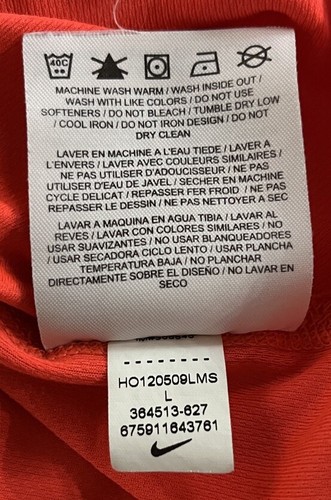 40C
MACHINE WASH WARM / WASH INSIDE OUT /
WASH WITH LIKE COLORS / DO NOT USE
SOFTENERS / DO NOT BLEACH / TUMBLE DRY LOW
/ COOL IRON / DO NOT IRON DESIGN / DO NOT
DRY CLEAN
LAVER EN MACHINE A L'EAU TIEDE / LAVER A
L'ENVERS / LAVER AVEC COULEURS SIMILAIRES /
NE PAS UTILISER D'ADOUCISSEUR / NE PAS
UTILISER D'EAU DE JAVEL / SECHER EN MACHINE
CYCLE DELICAT / REPASSER FER FROID / NE PAS
REPASSER LE DESSIN / NE PAS NETTOYER A SEC
LAVAR A MAQUINA EN AGUA TIBIA / LAVAR AL
REVES / LAVAR CON COLORES SIMILARES / NO
USAR SUAVIZANTES / NO USAR BLANQUEADORES
/ USAR SECADORA CICLO LENTO / USAR PLANCHA
TEMPERATURA BAJA / NO PLANCHAR
DIRECTAMENTE SOBRE EL DISEÑO / NO LAVAR EN
SECO
HO120509LMS
L
364513-627
675911643761